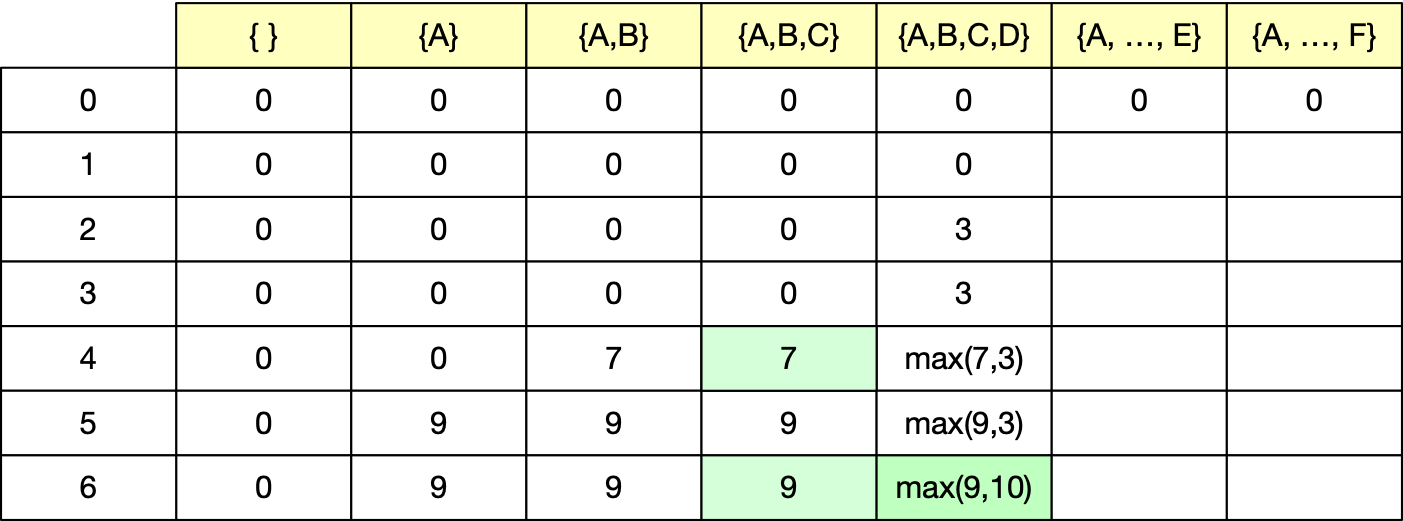 { } {A} {A,B} {A,B,C} {A,B,C,D} {A, …, E} {A, …, F}
0 0 0 0 0 0 0 0
1 0 0 0 0 0
2 0 0 0 0 3
3 0 0 0 0 3
4 0 0 7 7 max(7,3)
5 0 9 9 9 max(9,3)
6 0 9 9 9 max(9,10)